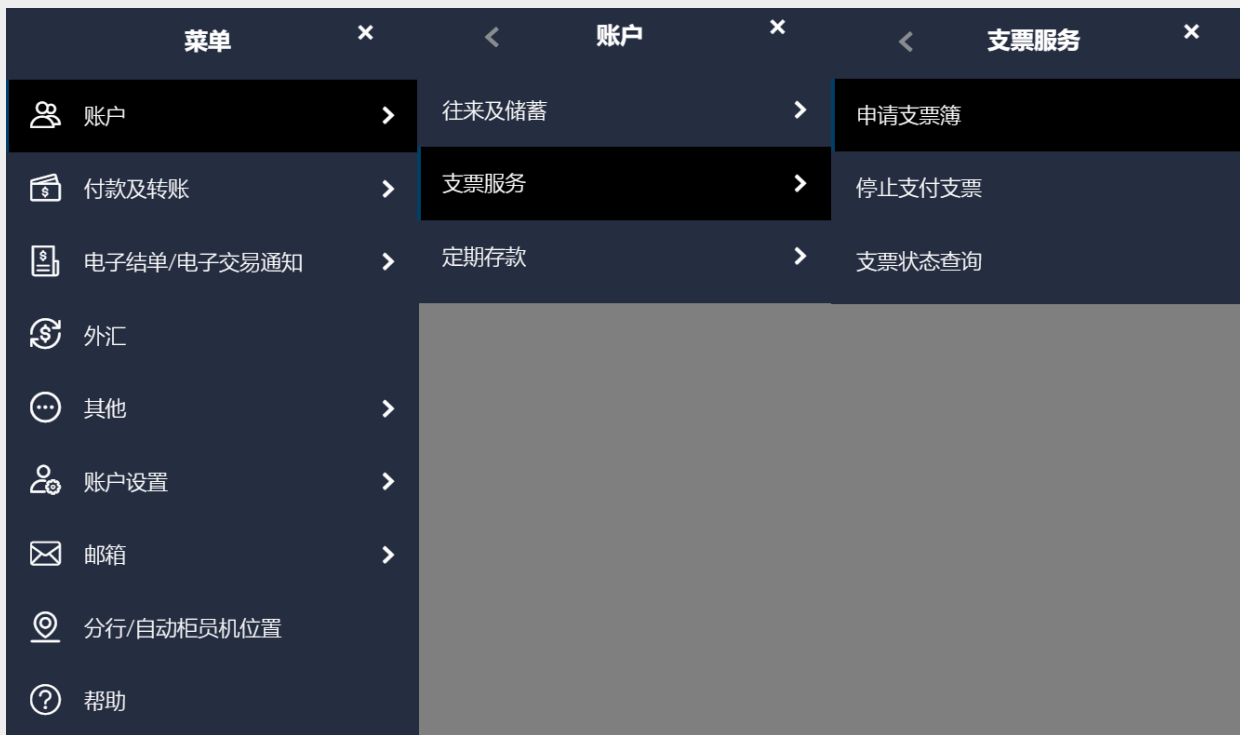 菜单
账户
付款及转账
电子结单/电子交易通知
外汇
其他
账户设置
邮箱
分行/自动柜员机位置
帮助
账户
往来及储蓄
支票服务
定期存款
支票服务
申请支票簿
停止支付支票
支票状态查询